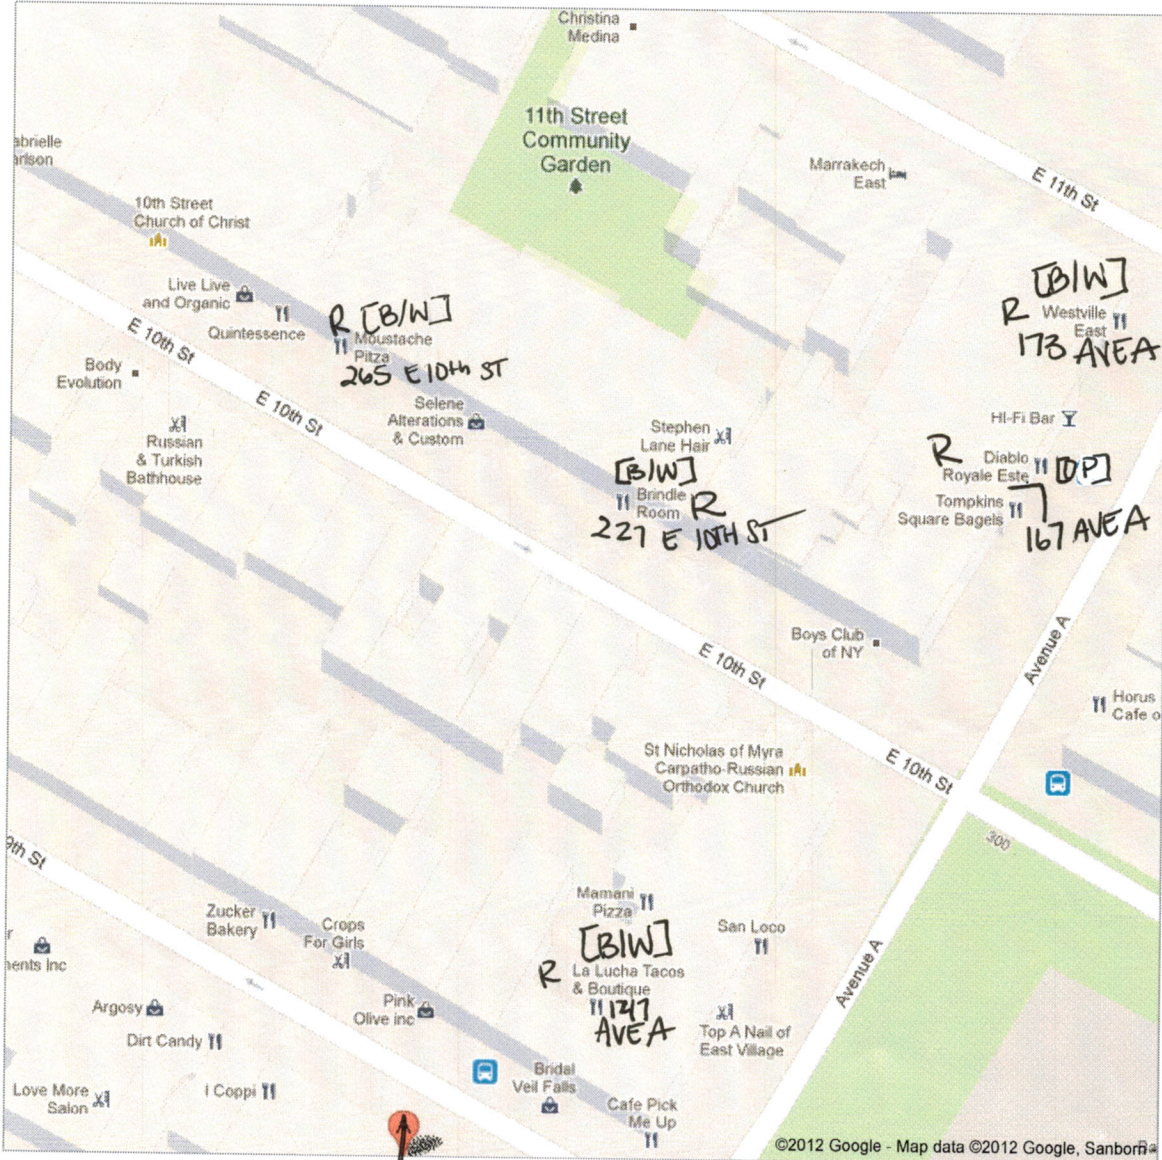 Christina
Medina
11th Street
Community
Garden
Marrakech
East
E 11th St
10th Street
Church of Christ
Live Live
and Organic
Quintessence
R [B/W]
Moustache
Pitza
265 E 10th ST
[B/W]
R Westville
East
173 AVE A
E 10th St
Body
Evolution
E 10th St
Russian
& Turkish
Bathhouse
Selene
Alterations
& Custom
Stephen
Lane Hair
HI-Fi Bar
[B/W]
Brindle
Room R
227 E 10TH ST
R Diablo
Royale Este [OP]
Tompkins
Square Bagels
167 AVE A
Boys Club
of NY
E 10th St
Avenue A
Horus
Cafe o
St Nicholas of Myra
Carpatho-Russian
Orthodox Church
E 10th St
300
9th St
Zucker
Bakery
Crops
For Girls
Mamani
Pizza
San Loco
[B/W]
R La Lucha Tacos
& Boutique
147
AVE A
Avenue A
ents Inc
Argosy
Pink
Olive inc
Top A Nail of
East Village
Dirt Candy
Love More
Salon
I Coppi
Bridal
Veil Falls
Cafe Pick
Me Up
©2012 Google - Map data ©2012 Google, Sanborn